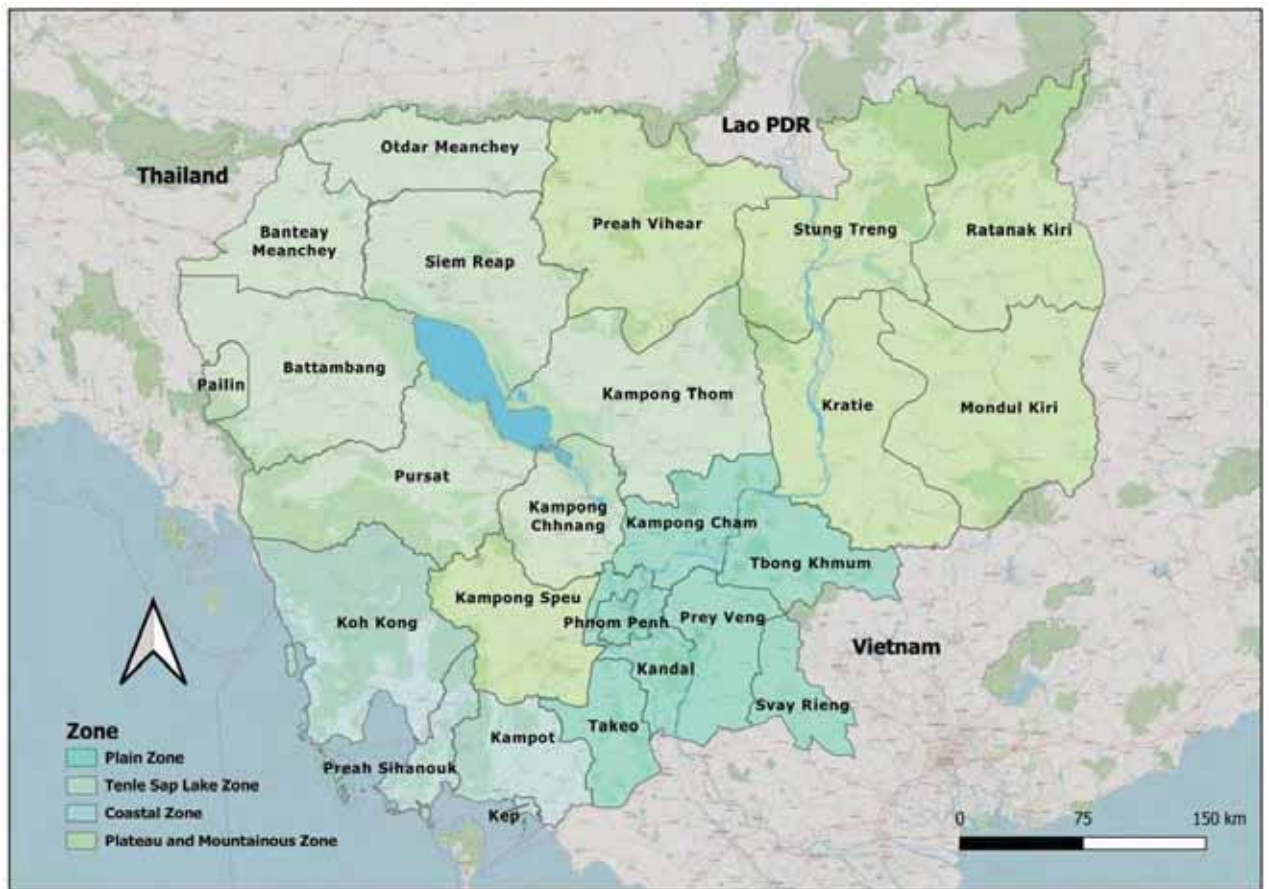 Lao PDR
Otdar Meanchey
Thailand
Preah Vihear
Stung Treng
Ratanak Kiri
Banteay
Meanchey
Siem Reap
Battambang
Pailin
Kampong Thom
Kratie
Mondul Kiri
Pursat
Kampong
Chhnang
Kampong Cham
Tbong Khmum
Kampong Speu
Koh Kong
Phnom Penh
Prey Veng
Vietnam
Kandal
Svay Rieng
Takeo
Kampot
Preah Sihanouk
Kep
Zone
Plain Zone
Tenle Sap Lake Zone
Coastal Zone
Plateau and Mountainous Zone
0 75 150 km